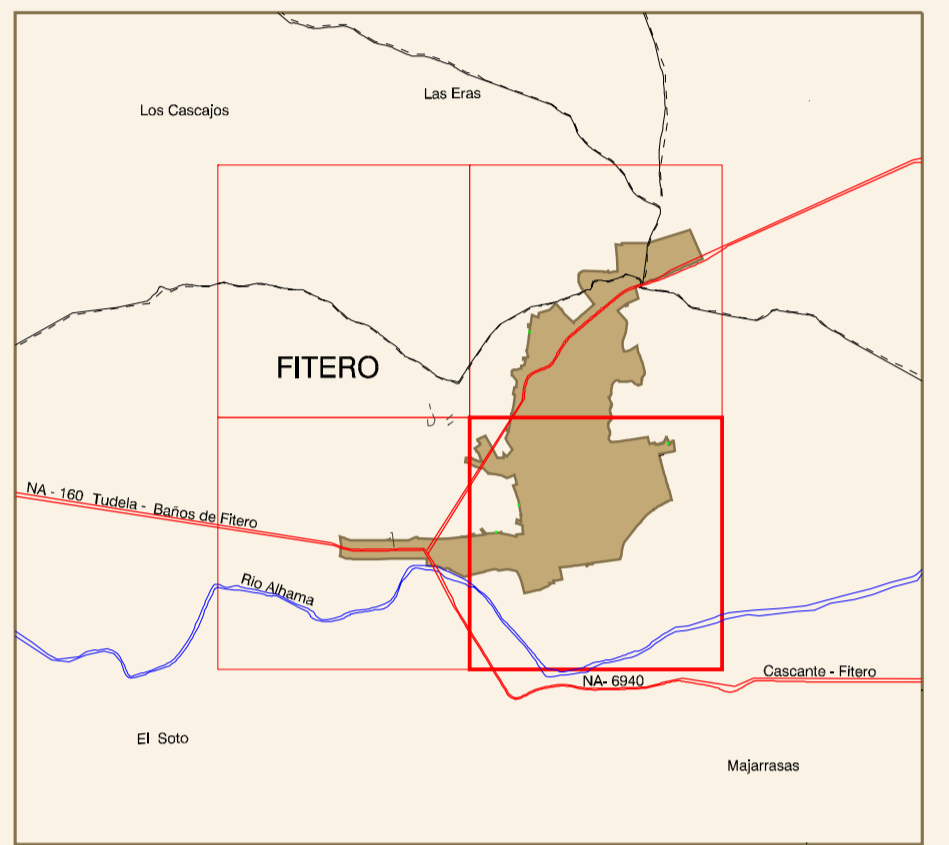 Las Eras
Los Cascajos
FITERO
NA - 160 Tudela - Baños de Fitero
Rio Alhama
Cascante - Fitero
NA- 6940
El Soto
Majarrasas